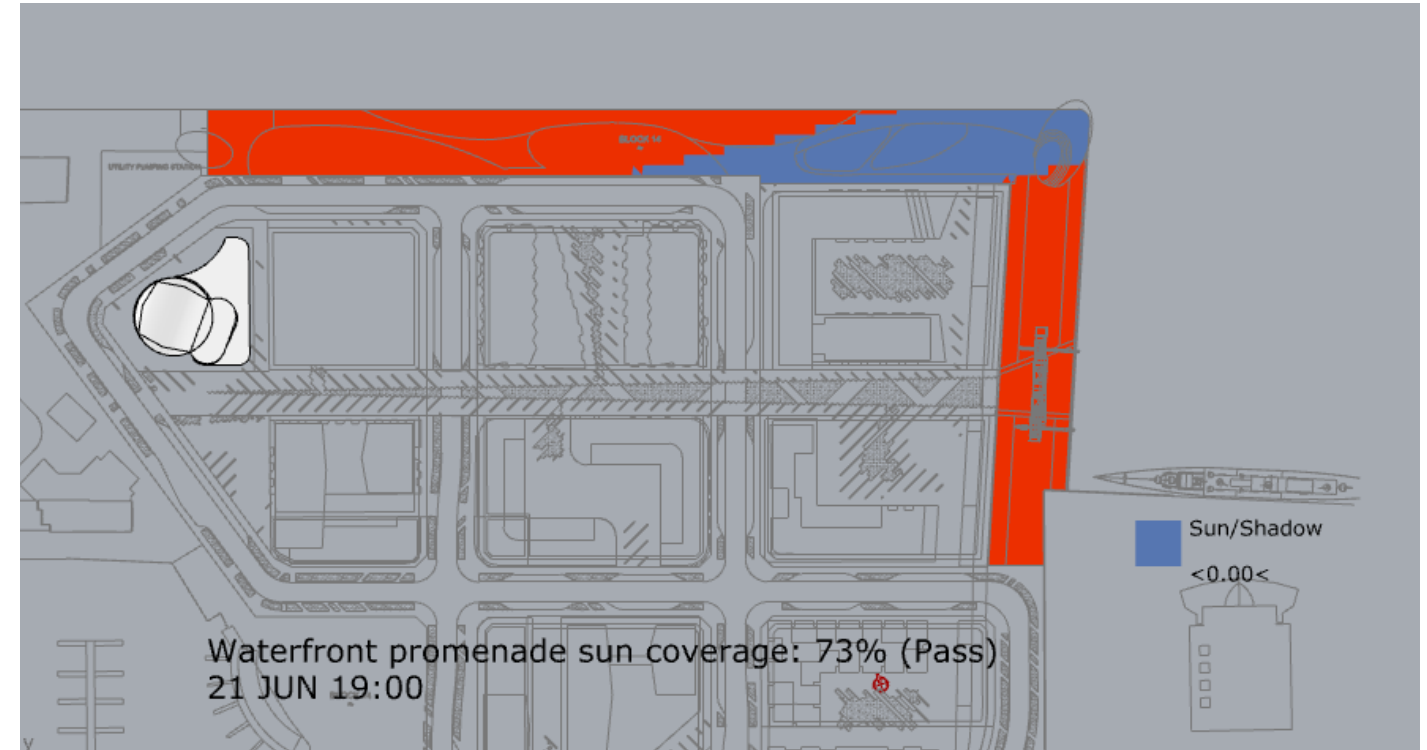 BLOCK 14
UTILITY PUMPING STATION
Sun/Shadow
<0.00<
Waterfront promenade sun coverage: 73% (Pass)
21 JUN 19:00
y